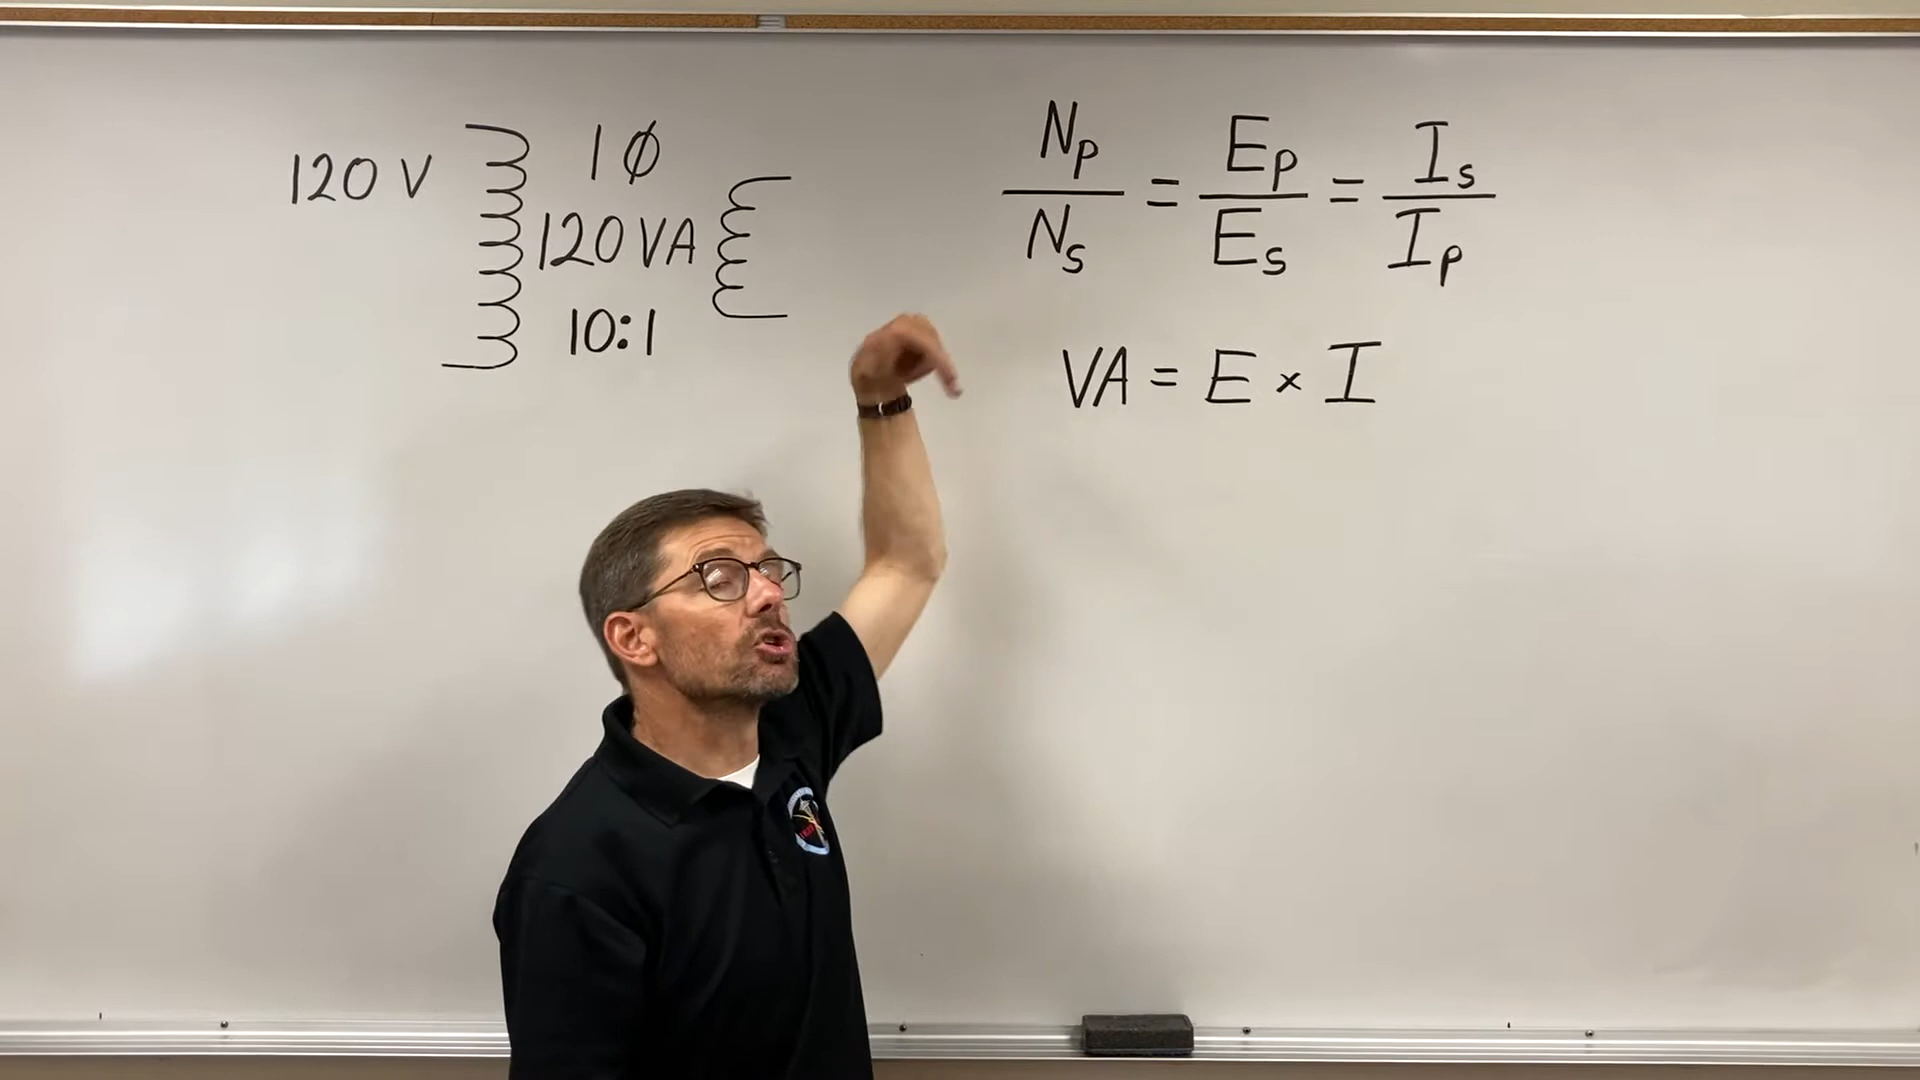 120 V
1 Ø
120 VA
10:1
Np/Ns = Ep/Es = Is/Ip
VA = E × I